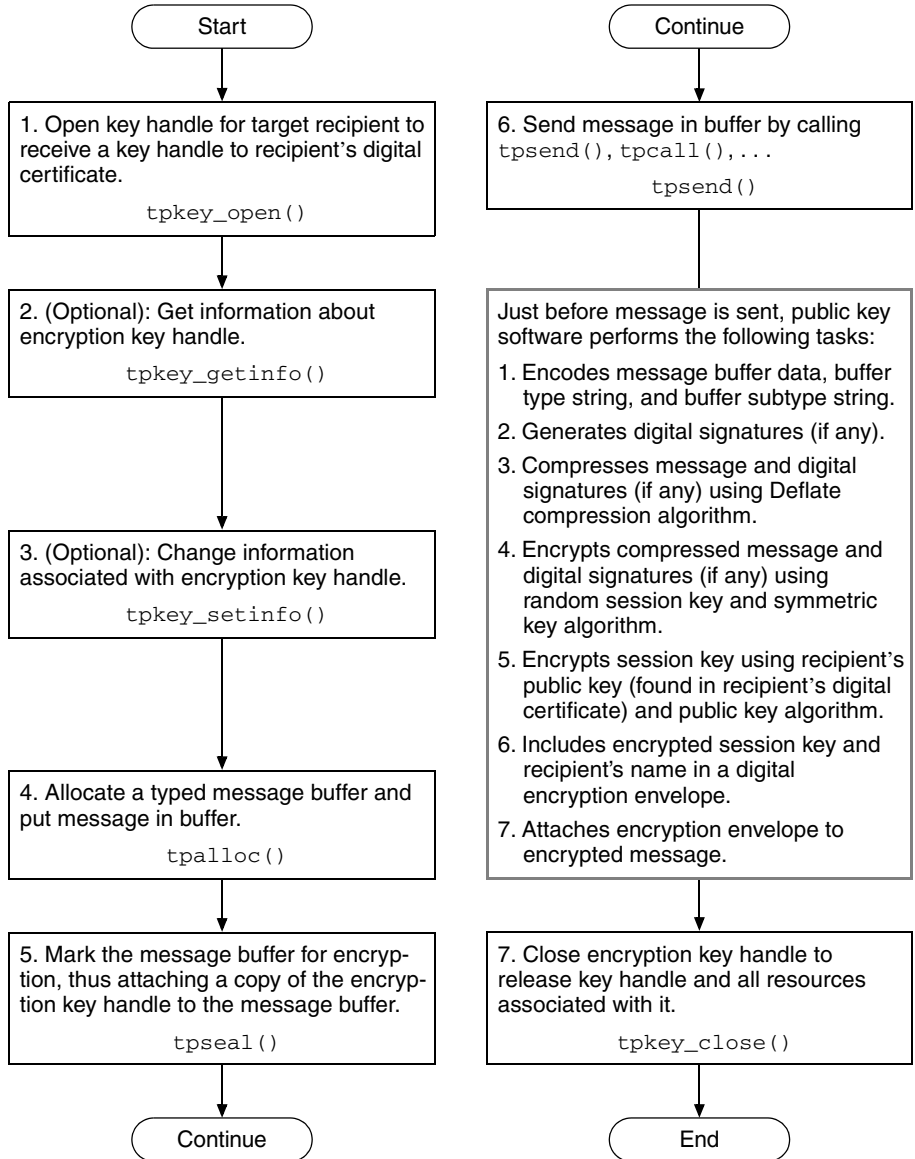 Start
1. Open key handle for target recipient to
receive a key handle to recipient's digital
certificate.
tpkey_open()
2. (Optional): Get information about
encryption key handle.
tpkey_getinfo()
3. (Optional): Change information
associated with encryption key handle.
tpkey_setinfo()
4. Allocate a typed message buffer and
put message in buffer.
tpalloc()
5. Mark the message buffer for encryp-
tion, thus attaching a copy of the encryp-
tion key handle to the message buffer.
tpseal()
Continue
Continue
6. Send message in buffer by calling
tpsend(), tpcall(),...
tpsend()
Just before message is sent, public key
software performs the following tasks:
1. Encodes message buffer data, buffer
type string, and buffer subtype string.
2. Generates digital signatures (if any).
3. Compresses message and digital
signatures (if any) using Deflate
compression algorithm.
4. Encrypts compressed message and
digital signatures (if any) using
random session key and symmetric
key algorithm.
5. Encrypts session key using recipient's
public key (found in recipient's digital
certificate) and public key algorithm.
6. Includes encrypted session key and
recipient's name in a digital
encryption envelope.
7. Attaches encryption envelope to
encrypted message.
7. Close encryption key handle to
release key handle and all resources
associated with it.
tpkey_close()
End